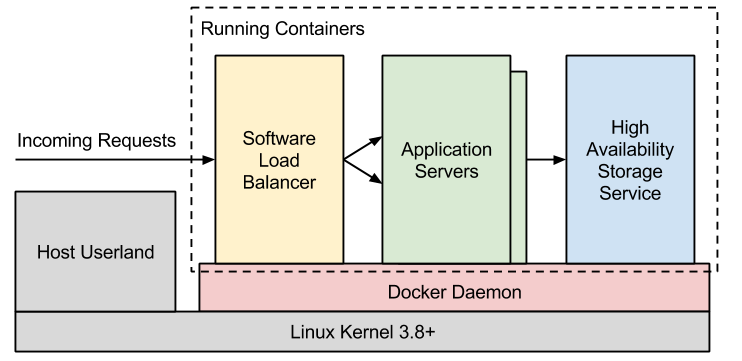 Running Containers
Incoming Requests
Software
Load
Balancer
Application
Servers
High
Availability
Storage
Service
Host Userland
Docker Daemon
Linux Kernel 3.8+